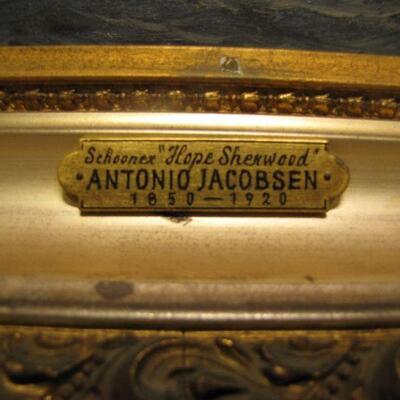 Schooner "Hope Sherwood"
ANTONIO JACOBSEN
1850—1920